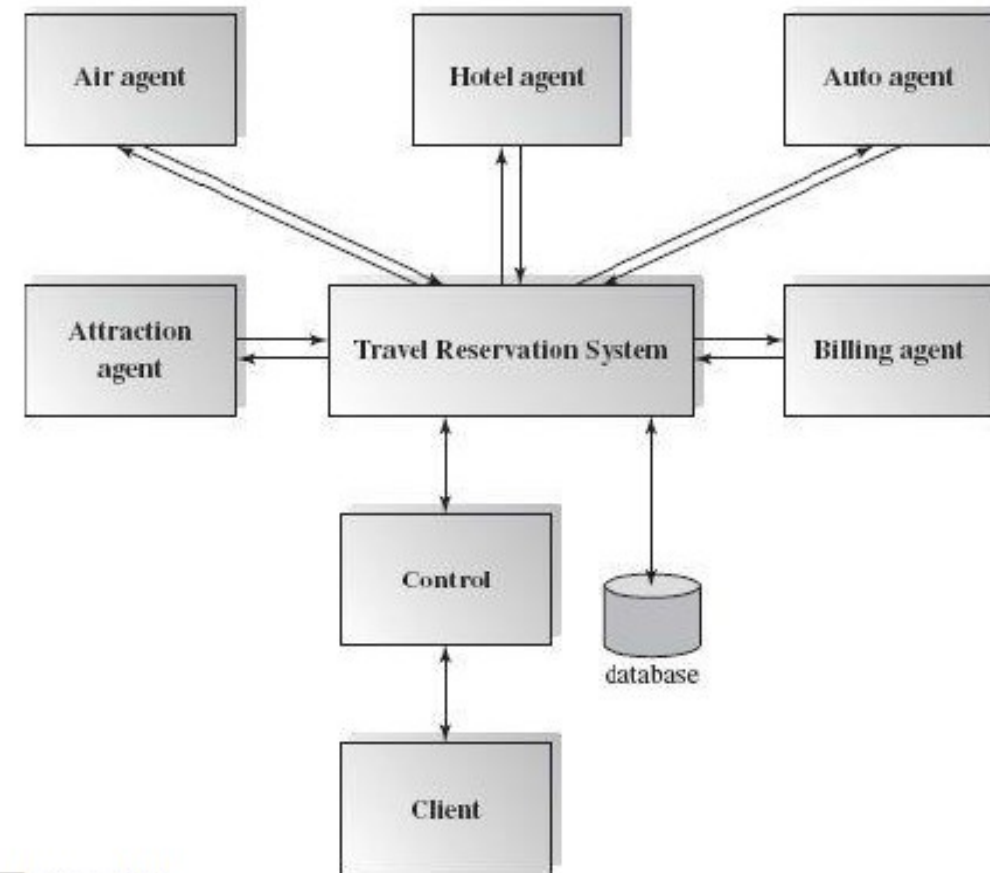 Air agent
Hotel agent
Auto agent
Attraction
agent
Travel Reservation System
Billing agent
Control
database
Client